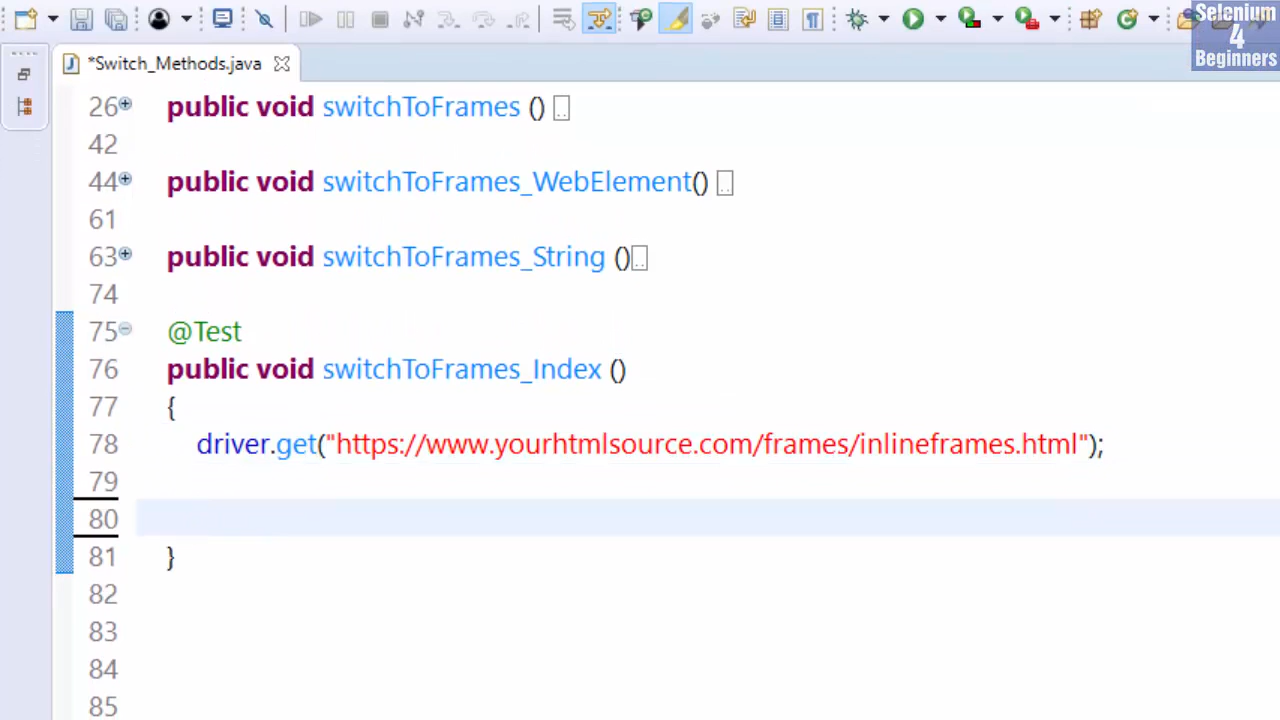 Selenium
4
Beginners
*Switch_Methods.java
26 public void switchToFrames () ..
42
44 public void switchToFrames_WebElement() ..
61
63 public void switchToFrames_String ()..
74
75 @Test
76 public void switchToFrames_Index ()
77 {
78 driver.get("https://www.yourhtmlsource.com/frames/inlineframes.html");
79
80
81 }
82
83
84
85